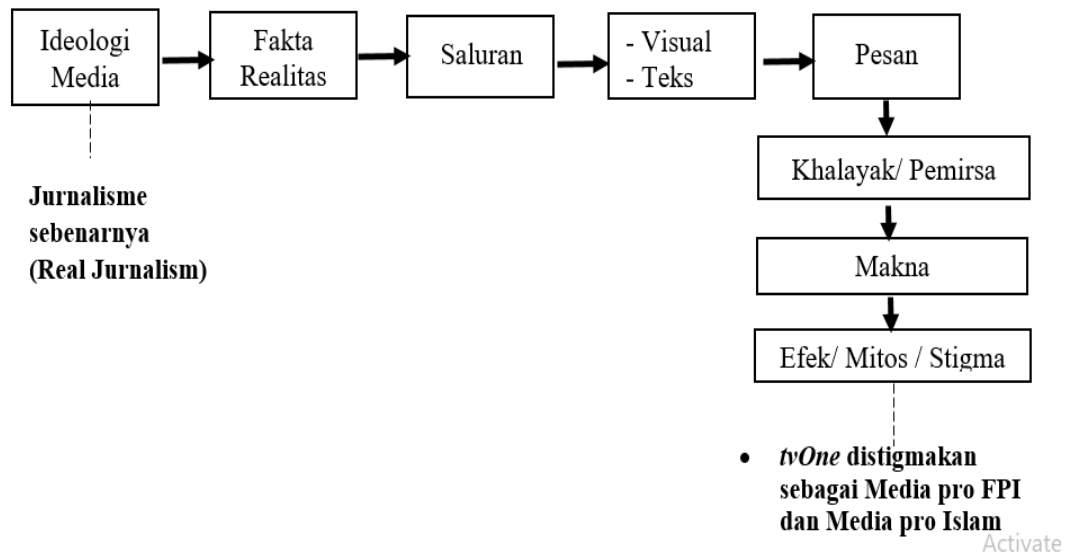 Ideologi
Media
Fakta
Realitas
Saluran
- Visual
- Teks
Pesan
Khalayak/ Pemirsa
Makna
Efek/ Mitos / Stigma
Jurnalisme
sebenarnya
(Real Jurnalism)
• tvOne distigmakan
sebagai Media pro FPI
dan Media pro Islam
Activate